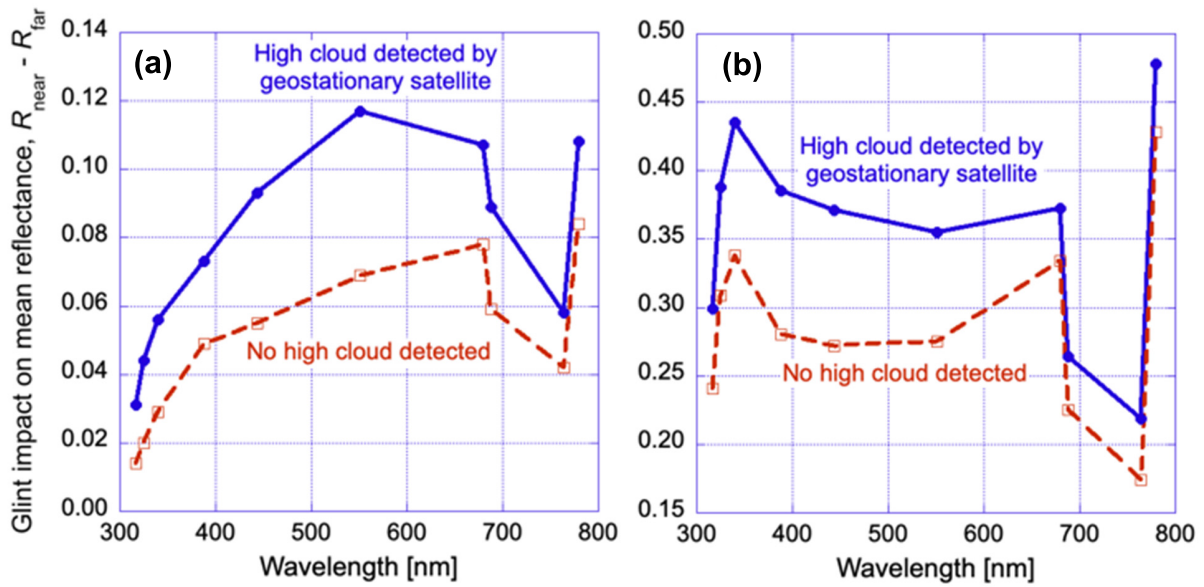 Glint impact on mean reflectance, Rnear - Rfar
(a)
High cloud detected by
geostationary satellite
No high cloud detected
0.14
0.12
0.10
0.08
0.06
0.04
0.02
0.00
300 400 500 600 700 800
Wavelength [nm]
(b)
High cloud detected by
geostationary satellite
No high cloud detected
0.50
0.45
0.40
0.35
0.30
0.25
0.20
0.15
300 400 500 600 700 800
Wavelength [nm]